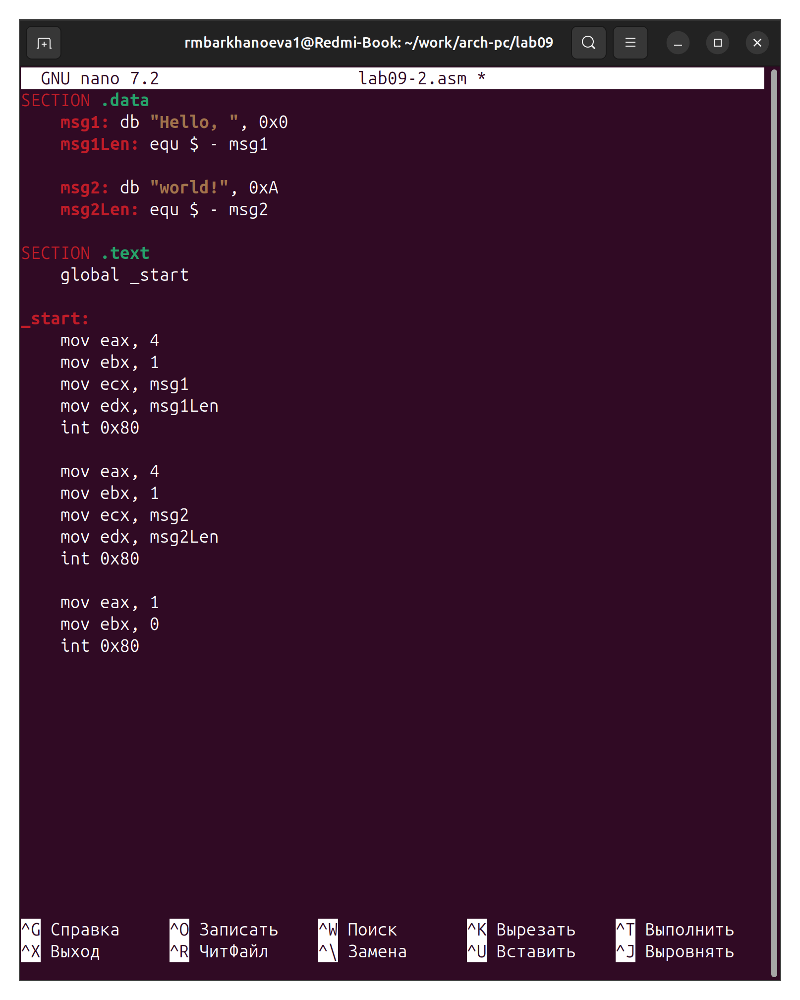 rmbarkhanoeva1@Redmi-Book: ~/work/arch-pc/lab09
GNU nano 7.2 lab09-2.asm *
SECTION .data
    msg1: db "Hello, ", 0x0
    msg1Len: equ $ - msg1

    msg2: db "world!", 0xA
    msg2Len: equ $ - msg2

SECTION .text
    global _start

_start:
    mov eax, 4
    mov ebx, 1
    mov ecx, msg1
    mov edx, msg1Len
    int 0x80

    mov eax, 4
    mov ebx, 1
    mov ecx, msg2
    mov edx, msg2Len
    int 0x80

    mov eax, 1
    mov ebx, 0
    int 0x80

^G Справка ^O Записать ^W Поиск ^K Вырезать ^T Выполнить
^X Выход ^R ЧитФайл ^\ Замена ^U Вставить ^J Выровнять